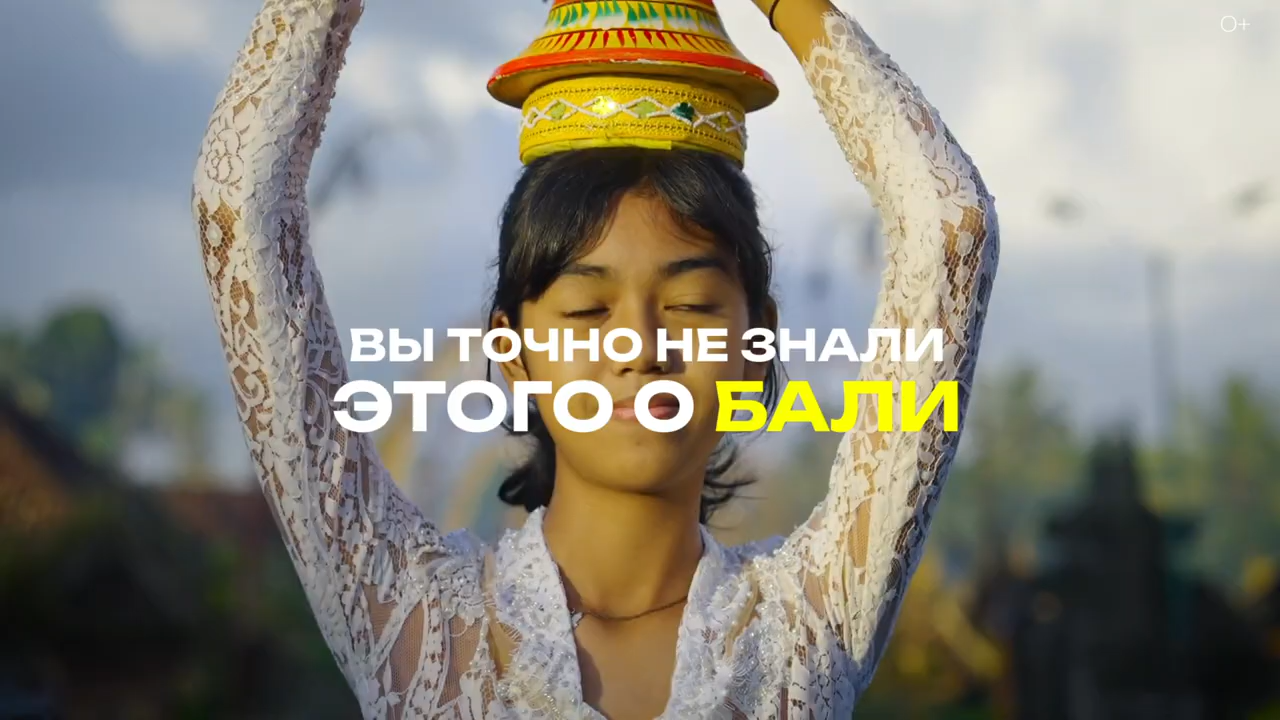 0+
ВЫ ТОЧНО НЕ ЗНАЛИ
ЭТОГО О БАЛИ